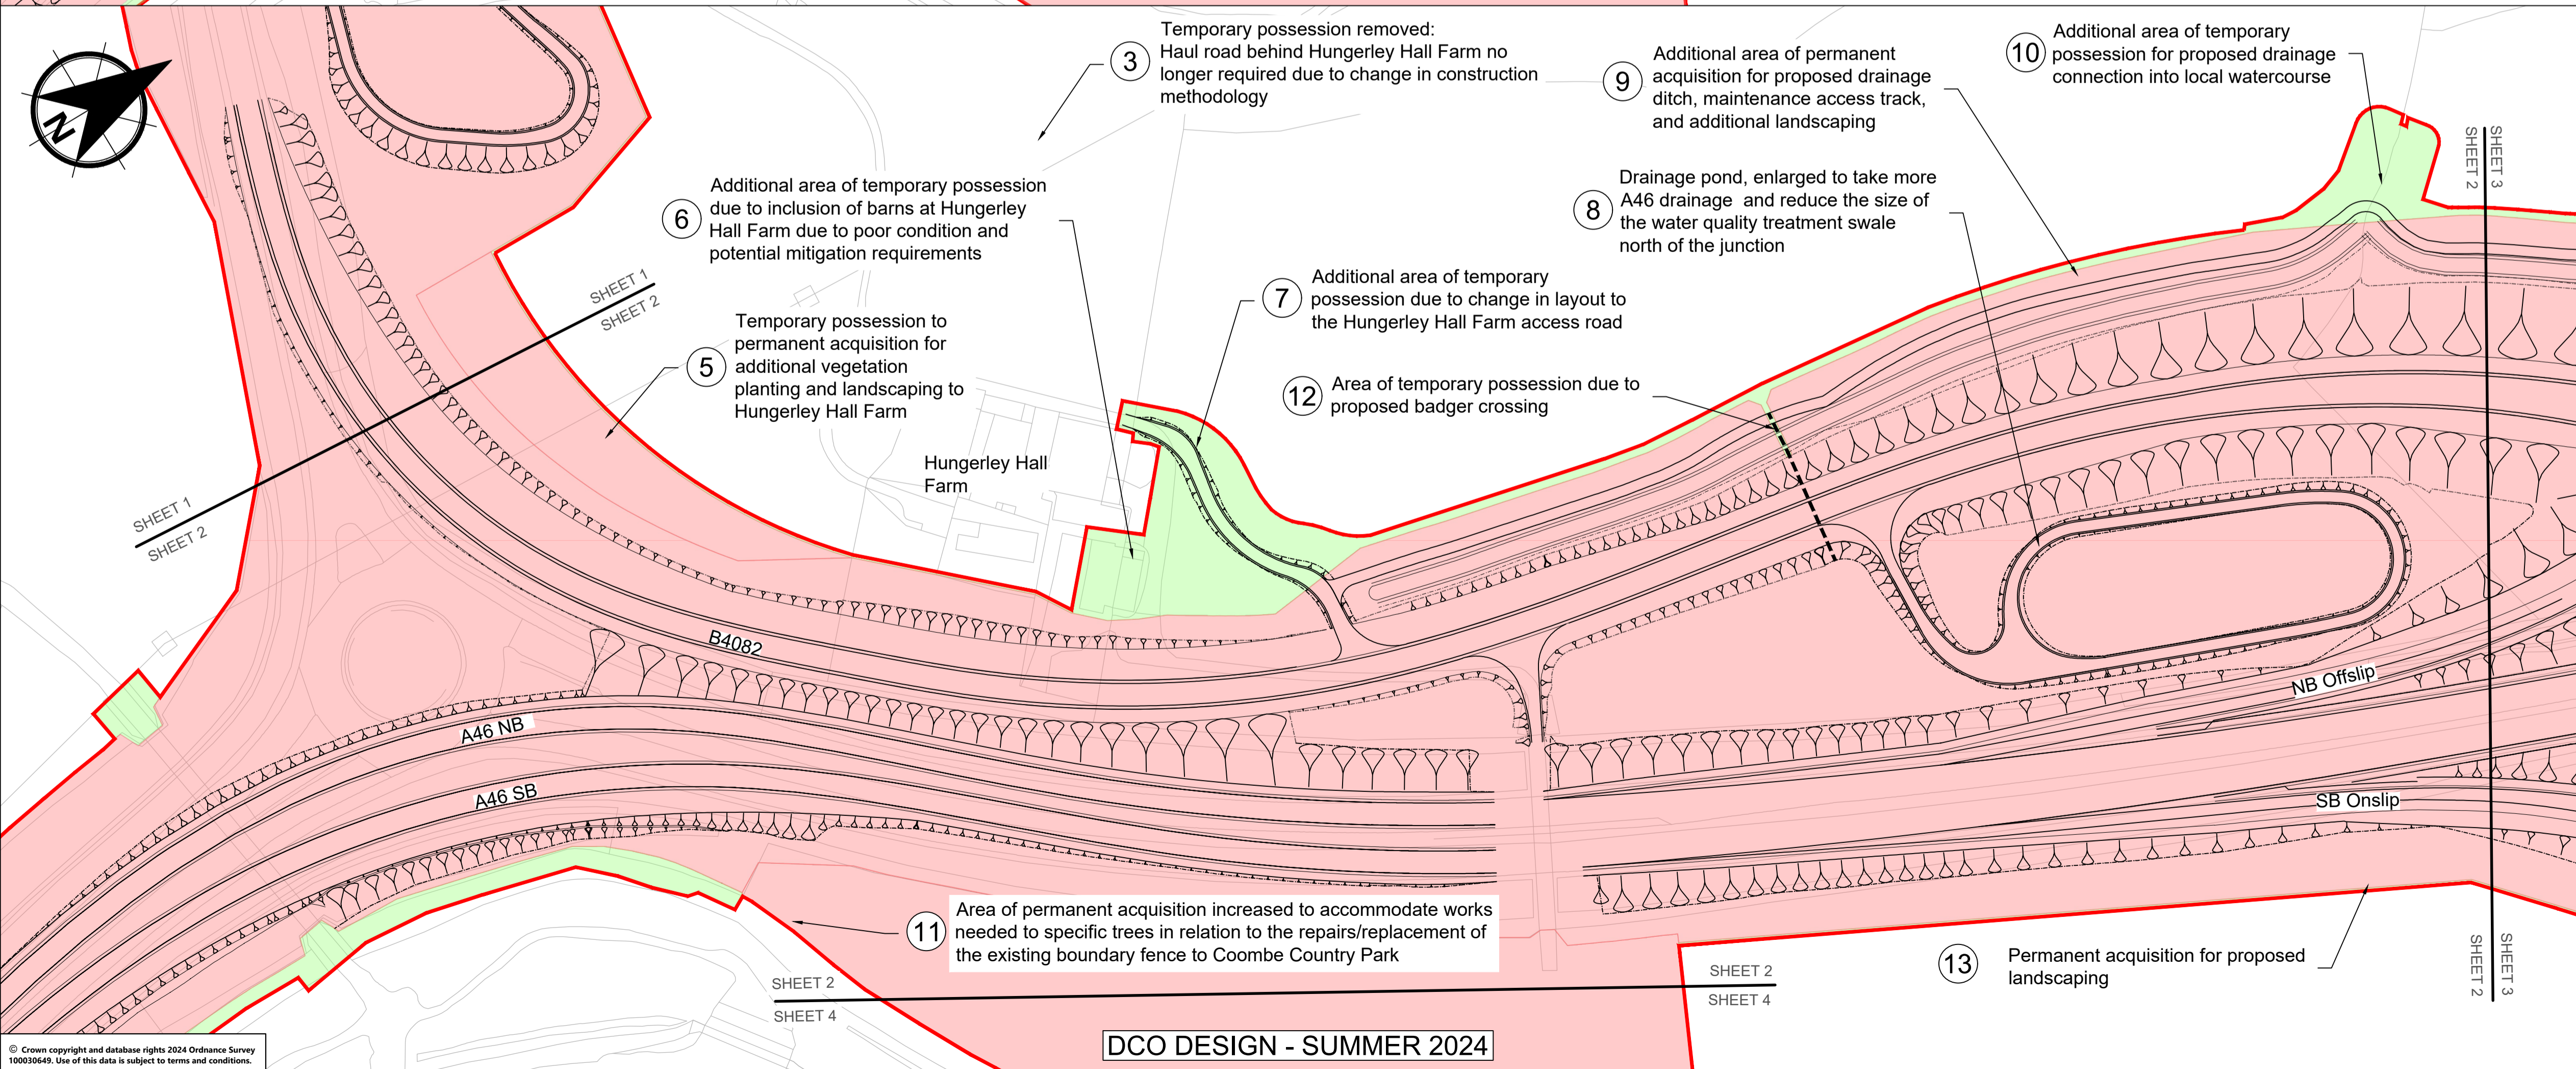 N
3
Temporary possession removed:
Haul road behind Hungerley Hall Farm no
longer required due to change in construction
methodology
9
Additional area of permanent
acquisition for proposed drainage
ditch, maintenance access track,
and additional landscaping
10
Additional area of temporary
possession for proposed drainage
connection into local watercourse
SHEET 2
SHEET 3
6
Additional area of temporary possession
due to inclusion of barns at Hungerley
Hall Farm due to poor condition and
potential mitigation requirements
8
Drainage pond, enlarged to take more
A46 drainage and reduce the size of
the water quality treatment swale
north of the junction
SHEET 1
SHEET 2
7
Additional area of temporary
possession due to change in layout to
the Hungerley Hall Farm access road
5
Temporary possession to
permanent acquisition for
additional vegetation
planting and landscaping to
Hungerley Hall Farm
12
Area of temporary possession due to
proposed badger crossing
Hungerley Hall
Farm
SHEET 1
SHEET 2
B4082
NB Offslip
A46 NB
A46 SB
SB Onslip
11
Area of permanent acquisition increased to accommodate works
needed to specific trees in relation to the repairs/replacement of
the existing boundary fence to Coombe Country Park
13
Permanent acquisition for proposed
landscaping
SHEET 2
SHEET 3
SHEET 2
SHEET 4
SHEET 2
SHEET 4
DCO DESIGN - SUMMER 2024
© Crown copyright and database rights 2024 Ordnance Survey
100030649. Use of this data is subject to terms and conditions.